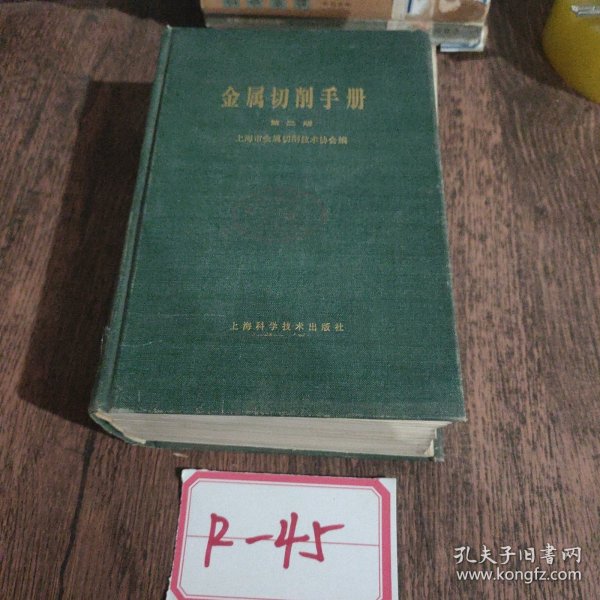 金属切削手册
上海市金属切削技术协会编
上海科学技术出版社
R-45
孔夫子旧书网
www.kongfz.com